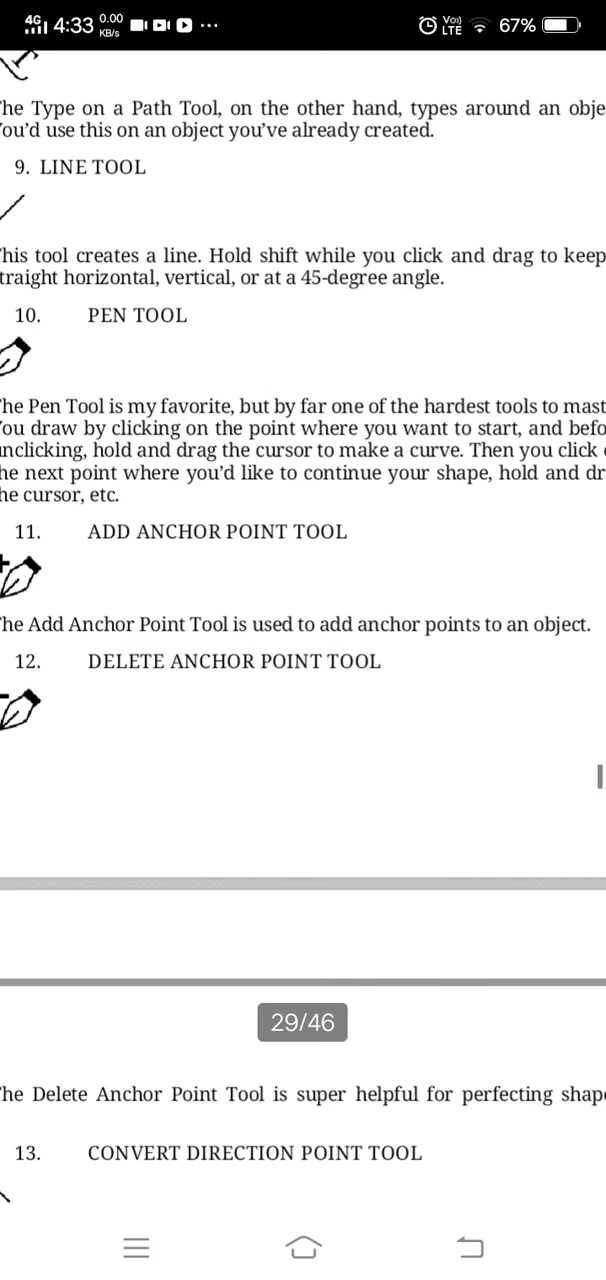 4G 4:33 0.00 KB/s ... Vo)) LTE 67%
he Type on a Path Tool, on the other hand, types around an obje
ou'd use this on an object you've already created.
9. LINE TOOL
his tool creates a line. Hold shift while you click and drag to keep
traight horizontal, vertical, or at a 45-degree angle.
10. PEN TOOL
he Pen Tool is my favorite, but by far one of the hardest tools to mast
ou draw by clicking on the point where you want to start, and befo
nclicking, hold and drag the cursor to make a curve. Then you click
he next point where you'd like to continue your shape, hold and dr
he cursor, etc.
11. ADD ANCHOR POINT TOOL
he Add Anchor Point Tool is used to add anchor points to an object.
12. DELETE ANCHOR POINT TOOL
29/46
he Delete Anchor Point Tool is super helpful for perfecting shap
13. CONVERT DIRECTION POINT TOOL